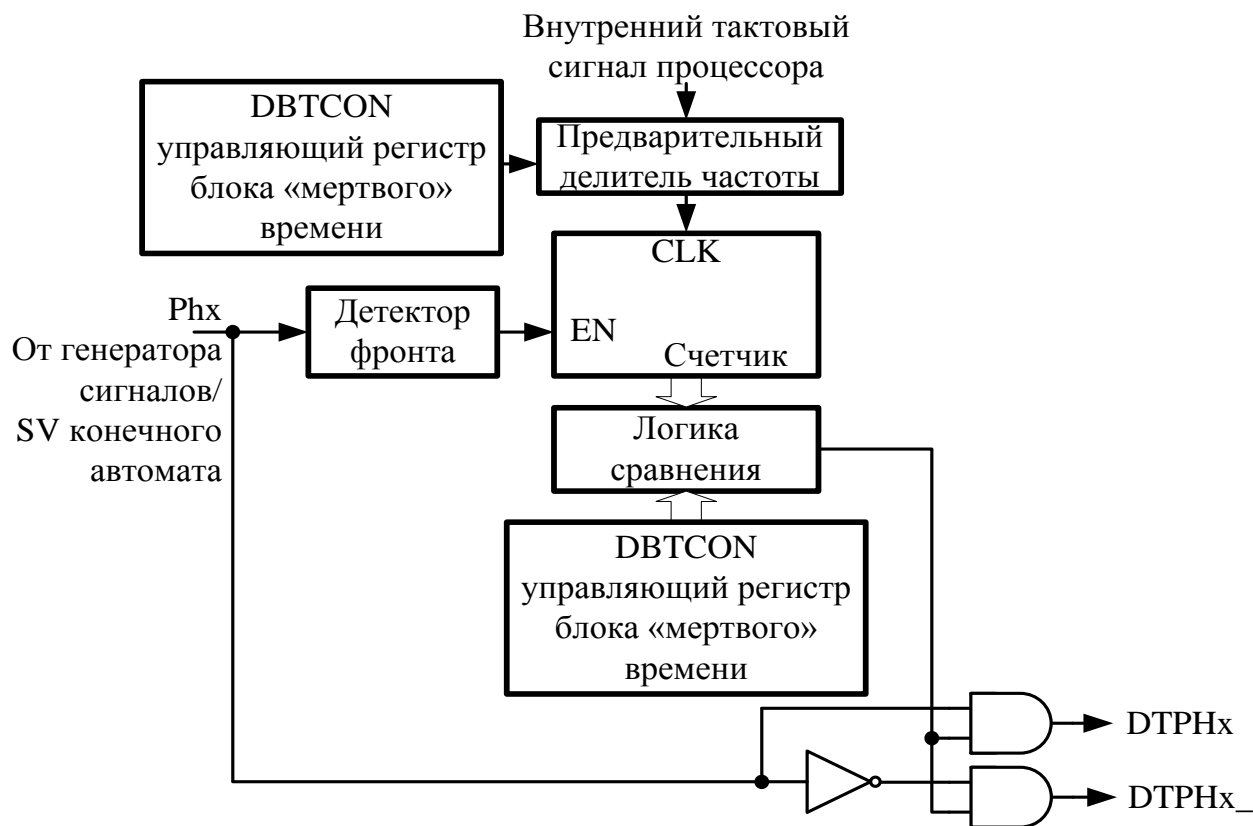 Внутренний тактовый
сигнал процессора
DBTCON
управляющий регистр
блока «мертвого»
времени
Предварительный
делитель частоты
CLK
EN
Счетчик
Phx
От генератора
сигналов/
SV конечного
автомата
Детектор
фронта
Логика
сравнения
DBTCON
управляющий регистр
блока «мертвого»
времени
DTPHx
DTPHx_